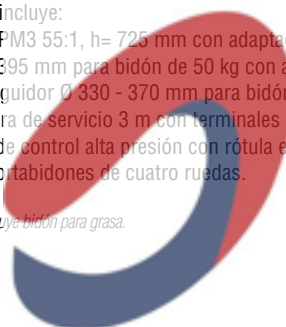 incluye:
PM3 55:1, h= 725 mm con adapta
395 mm para bidón de 50 kg con a
guidor Ø 330 - 370 mm para bidón
ra de servicio 3 m con terminales
de control alta presión con rótula e
rtabidones de cuatro ruedas.
uye bidón para grasa.